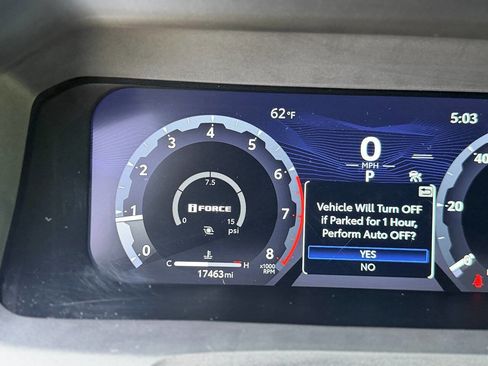 62°F
5:03
0
MPH
P
0 1 2 3 4 5 6 7 8
x1000
RPM
7.5
i FORCE
0 15
psi
C H
17463mi
Vehicle Will Turn OFF
if Parked for 1 Hour,
Perform Auto OFF?
YES
NO
40
20